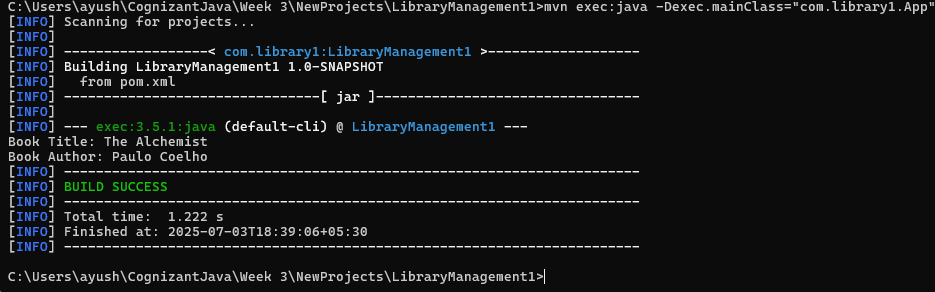 C:\Users\ayush\CognizantJava\Week 3\NewProjects\LibraryManagement1>mvn exec:java -Dexec.mainClass="com.library1.App"
[INFO] Scanning for projects...
[INFO]
[INFO] ------------------< com.library1:LibraryManagement1 >-------------------
[INFO] Building LibraryManagement1 1.0-SNAPSHOT
[INFO]   from pom.xml
[INFO] --------------------------------[ jar ]---------------------------------
[INFO]
[INFO] --- exec:3.5.1:java (default-cli) @ LibraryManagement1 ---
Book Title: The Alchemist
Book Author: Paulo Coelho
[INFO] ------------------------------------------------------------------------
[INFO] BUILD SUCCESS
[INFO] ------------------------------------------------------------------------
[INFO] Total time:  1.222 s
[INFO] Finished at: 2025-07-03T18:39:06+05:30
[INFO] ------------------------------------------------------------------------
C:\Users\ayush\CognizantJava\Week 3\NewProjects\LibraryManagement1>